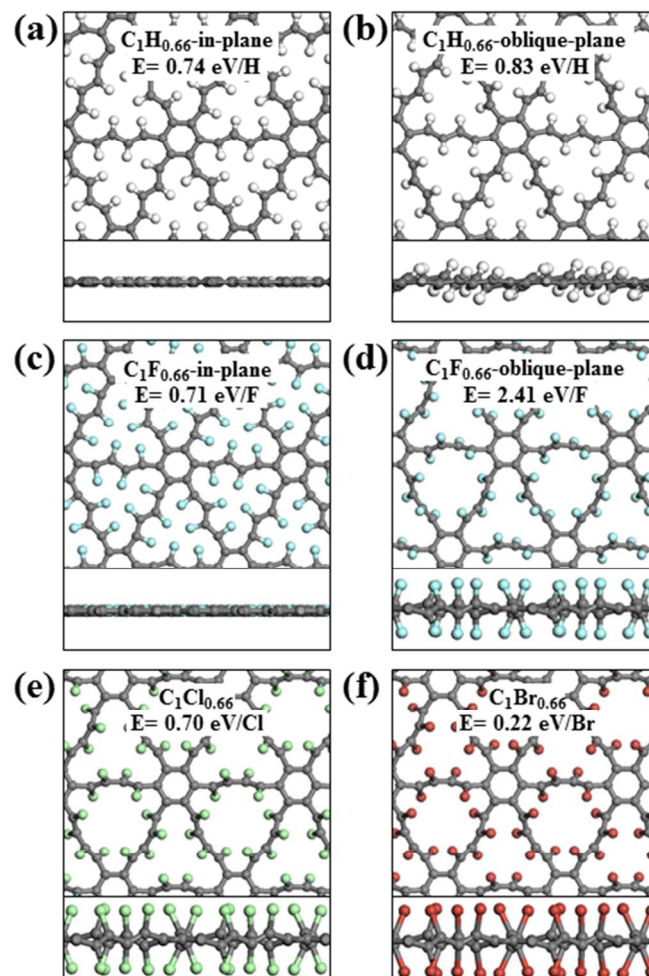 (a)
C₁H₀.₆₆-in-plane
E= 0.74 eV/H
(b)
C₁H₀.₆₆-oblique-plane
E= 0.83 eV/H
(c)
C₁F₀.₆₆-in-plane
E= 0.71 eV/F
(d)
C₁F₀.₆₆-oblique-plane
E= 2.41 eV/F
(e)
C₁Cl₀.₆₆
E= 0.70 eV/Cl
(f)
C₁Br₀.₆₆
E= 0.22 eV/Br